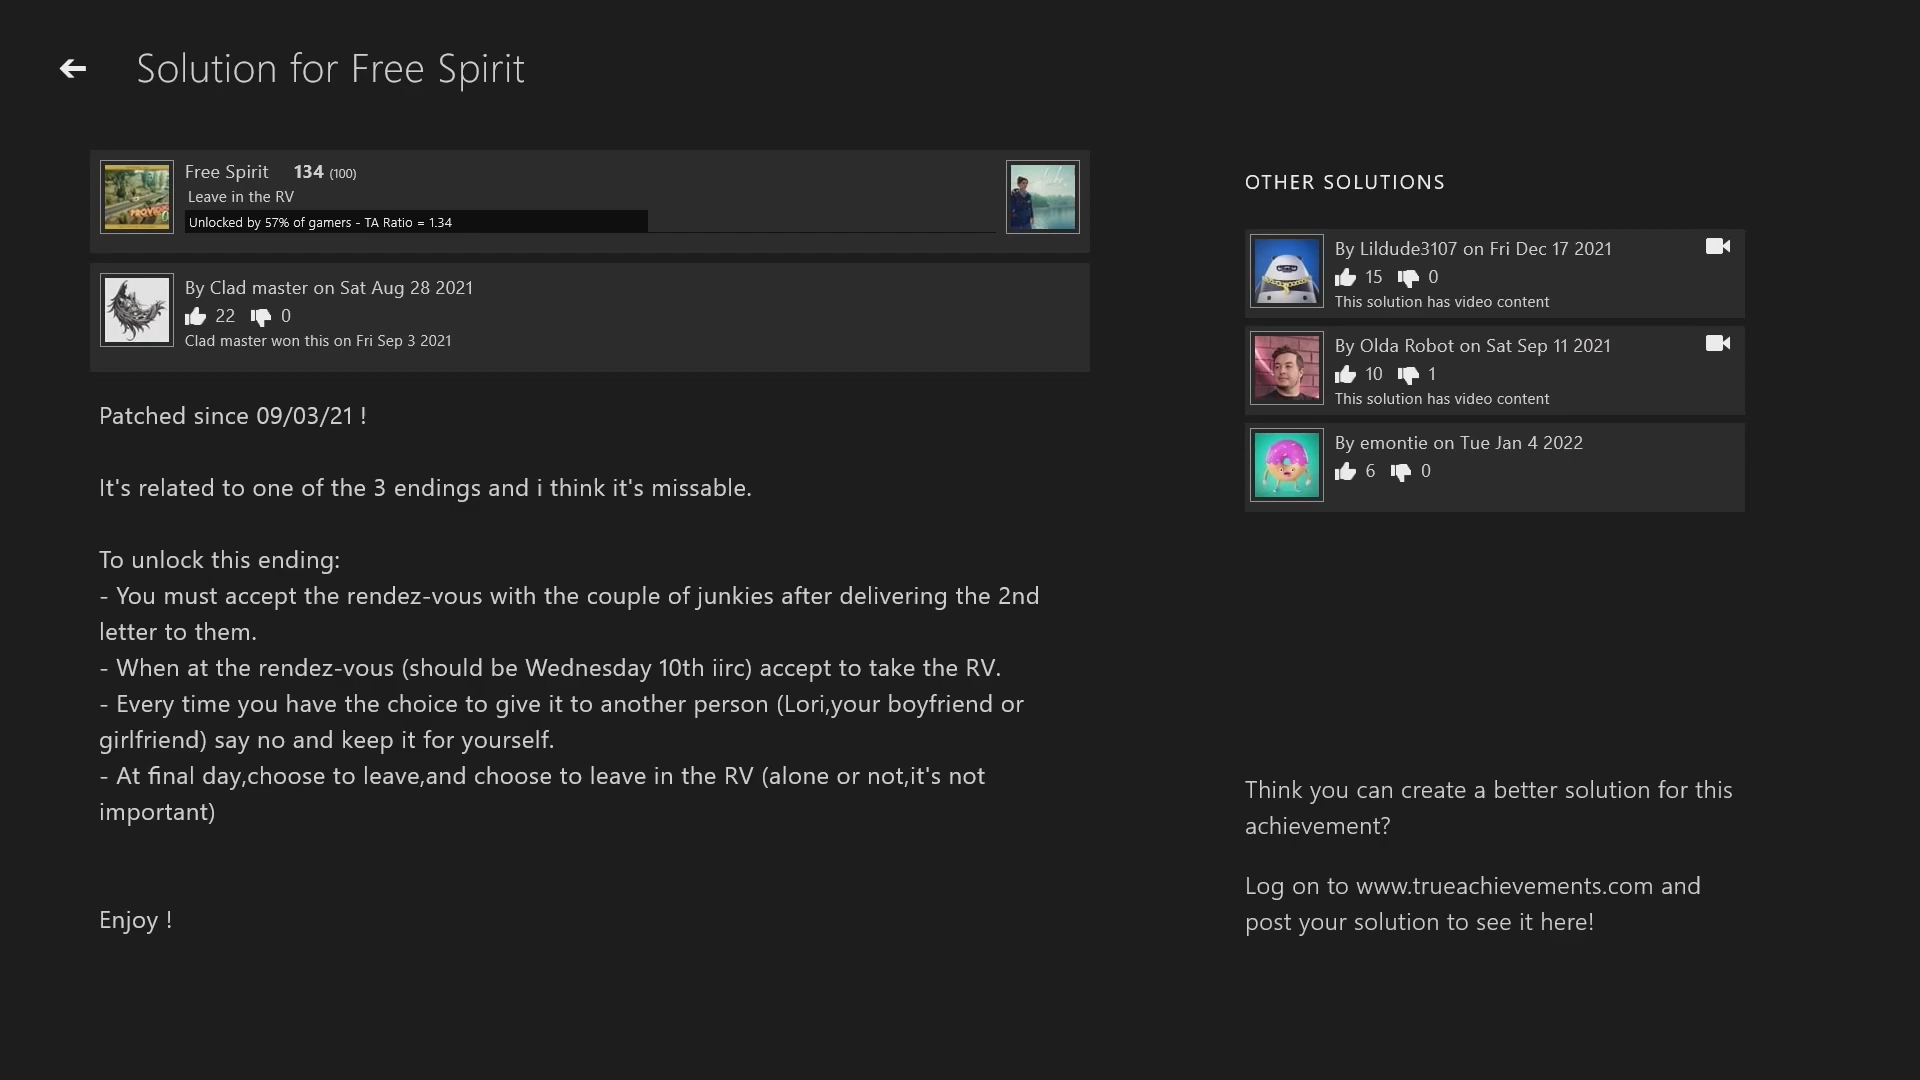 Solution for Free Spirit
Free Spirit 134 (100)
Leave in the RV
Unlocked by 57% of gamers - TA Ratio = 1.34
By Clad master on Sat Aug 28 2021
22 0
Clad master won this on Fri Sep 3 2021
Patched since 09/03/21 !
It's related to one of the 3 endings and i think it's missable.
To unlock this ending:
- You must accept the rendez-vous with the couple of junkies after delivering the 2nd
letter to them.
- When at the rendez-vous (should be Wednesday 10th iirc) accept to take the RV.
- Every time you have the choice to give it to another person (Lori,your boyfriend or
girlfriend) say no and keep it for yourself.
- At final day,choose to leave,and choose to leave in the RV (alone or not,it's not
important)
Enjoy !
OTHER SOLUTIONS
By Lildude3107 on Fri Dec 17 2021
15 0
This solution has video content
By Olda Robot on Sat Sep 11 2021
10 1
This solution has video content
By emontie on Tue Jan 4 2022
6 0
Think you can create a better solution for this
achievement?
Log on to www.trueachievements.com and
post your solution to see it here!